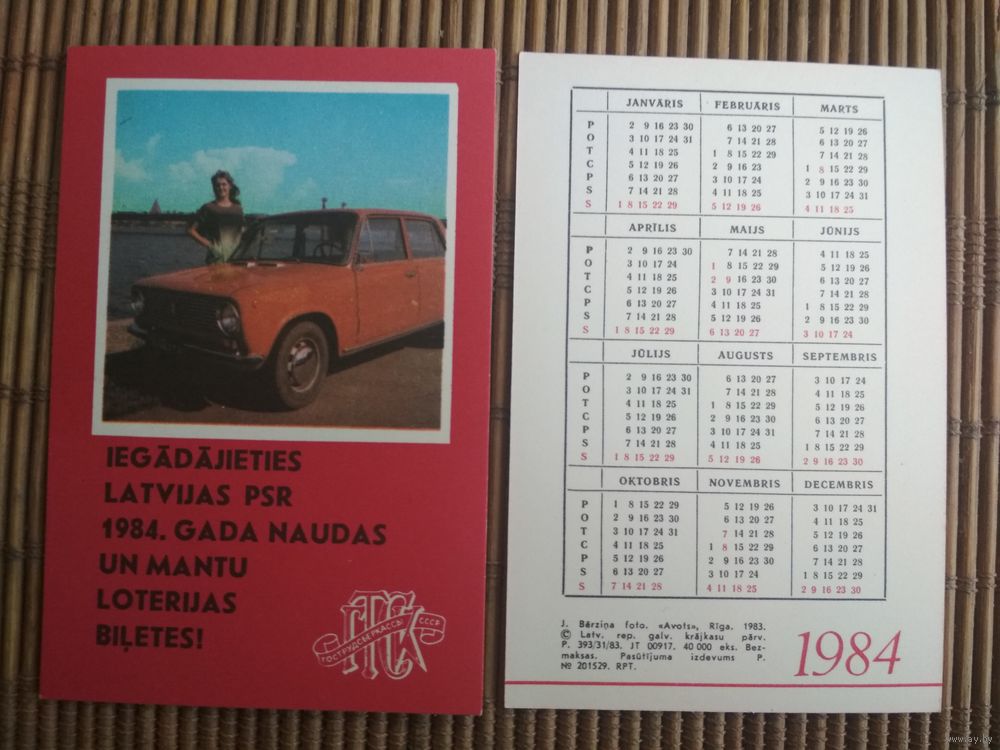 IEGĀDĀJIETIES
LATVIJAS PSR
1984. GADA NAUDAS
UN MANTU
LOTERIJAS
BIĻETES!
ГОСТРУДСБЕРКАССЫ СССР
ГТСК
JANVĀRIS FEBRUĀRIS MARTS
P 2 9 16 23 30 6 13 20 27 5 12 19 26
O 3 10 17 24 31 7 14 21 28 6 13 20 27
T 4 11 18 25 1 8 15 22 29 7 14 21 28
C 5 12 19 26 2 9 16 23 1 8 15 22 29
P 6 13 20 27 3 10 17 24 2 9 16 23 30
S 7 14 21 28 4 11 18 25 3 10 17 24 31
S 1 8 15 22 29 5 12 19 26 4 11 18 25
APRĪLIS MAIJS JŪNIJS
P 2 9 16 23 30 7 14 21 28 4 11 18 25
O 3 10 17 24 1 8 15 22 29 5 12 19 26
T 4 11 18 25 2 9 16 23 30 6 13 20 27
C 5 12 19 26 3 10 17 24 31 7 14 21 28
P 6 13 20 27 4 11 18 25 1 8 15 22 29
S 7 14 21 28 5 12 19 26 2 9 16 23 30
S 1 8 15 22 29 6 13 20 27 3 10 17 24
JŪLIJS AUGUSTS SEPTEMBRIS
P 2 9 16 23 30 6 13 20 27 3 10 17 24
O 3 10 17 24 31 7 14 21 28 4 11 18 25
T 4 11 18 25 1 8 15 22 29 5 12 19 26
C 5 12 19 26 2 9 16 23 30 6 13 20 27
P 6 13 20 27 3 10 17 24 31 7 14 21 28
S 7 14 21 28 4 11 18 25 1 8 15 22 29
S 1 8 15 22 29 5 12 19 26 2 9 16 23 30
OKTOBRIS NOVEMBRIS DECEMBRIS
P 1 8 15 22 29 5 12 19 26 3 10 17 24 31
O 2 9 16 23 30 6 13 20 27 4 11 18 25
T 3 10 17 24 31 7 14 21 28 5 12 19 26
C 4 11 18 25 1 8 15 22 29 6 13 20 27
P 5 12 19 26 2 9 16 23 30 7 14 21 28
S 6 13 20 27 3 10 17 24 1 8 15 22 29
S 7 14 21 28 4 11 18 25 2 9 16 23 30
J. Bērziņa foto. «Avots», Rīga. 1983.
© Latv. rep. galv. krājkasu pārv.
P. 393/31/83. JT 00917. 40 000 eks. Bez-
maksas. Pasūtījuma izdevums P.
№ 201529. RPT.
1984
www.ay.by